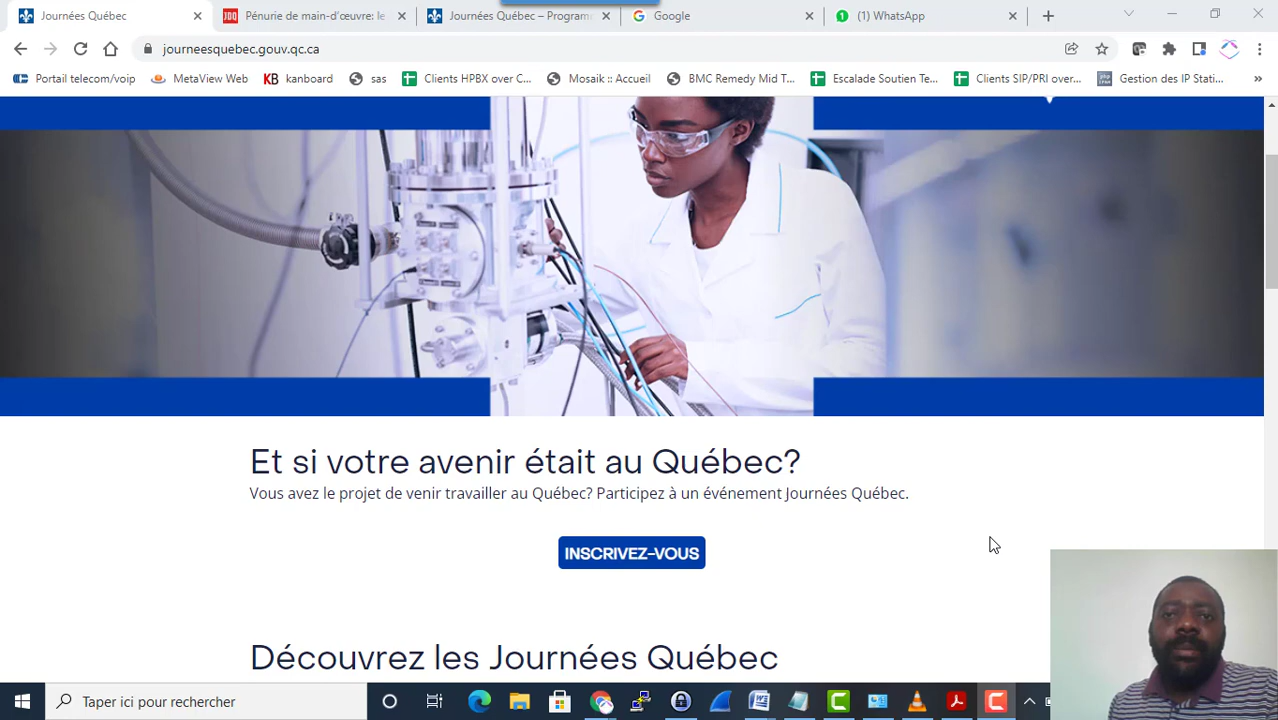 Journées Québec
JDQ Pénurie de main-d'œuvre le
Journées Québec – Program
Google
(1) WhatsApp
journeesquebec.gouv.qc.ca
Portail telecom/voip
MetaView Web
KB kanboard
sas
Clients HPBX over C...
Mosaik :: Accueil
BMC Remedy Mid T...
Escalade Soutien Te...
Clients SIP/PRI over...
Gestion des IP Stati...
Et si votre avenir était au Québec?
Vous avez le projet de venir travailler au Québec? Participez à un événement Journées Québec.
INSCRIVEZ-VOUS
Découvrez les Journées Québec
Taper ici pour rechercher